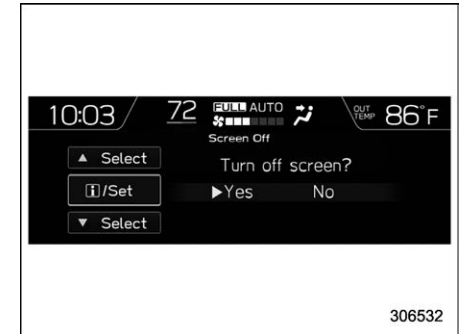 10:03 72 FULL AUTO OUT TEMP 86°F
Screen Off
▲ Select Turn off screen?
i/Set ▶Yes No
▼ Select
306532